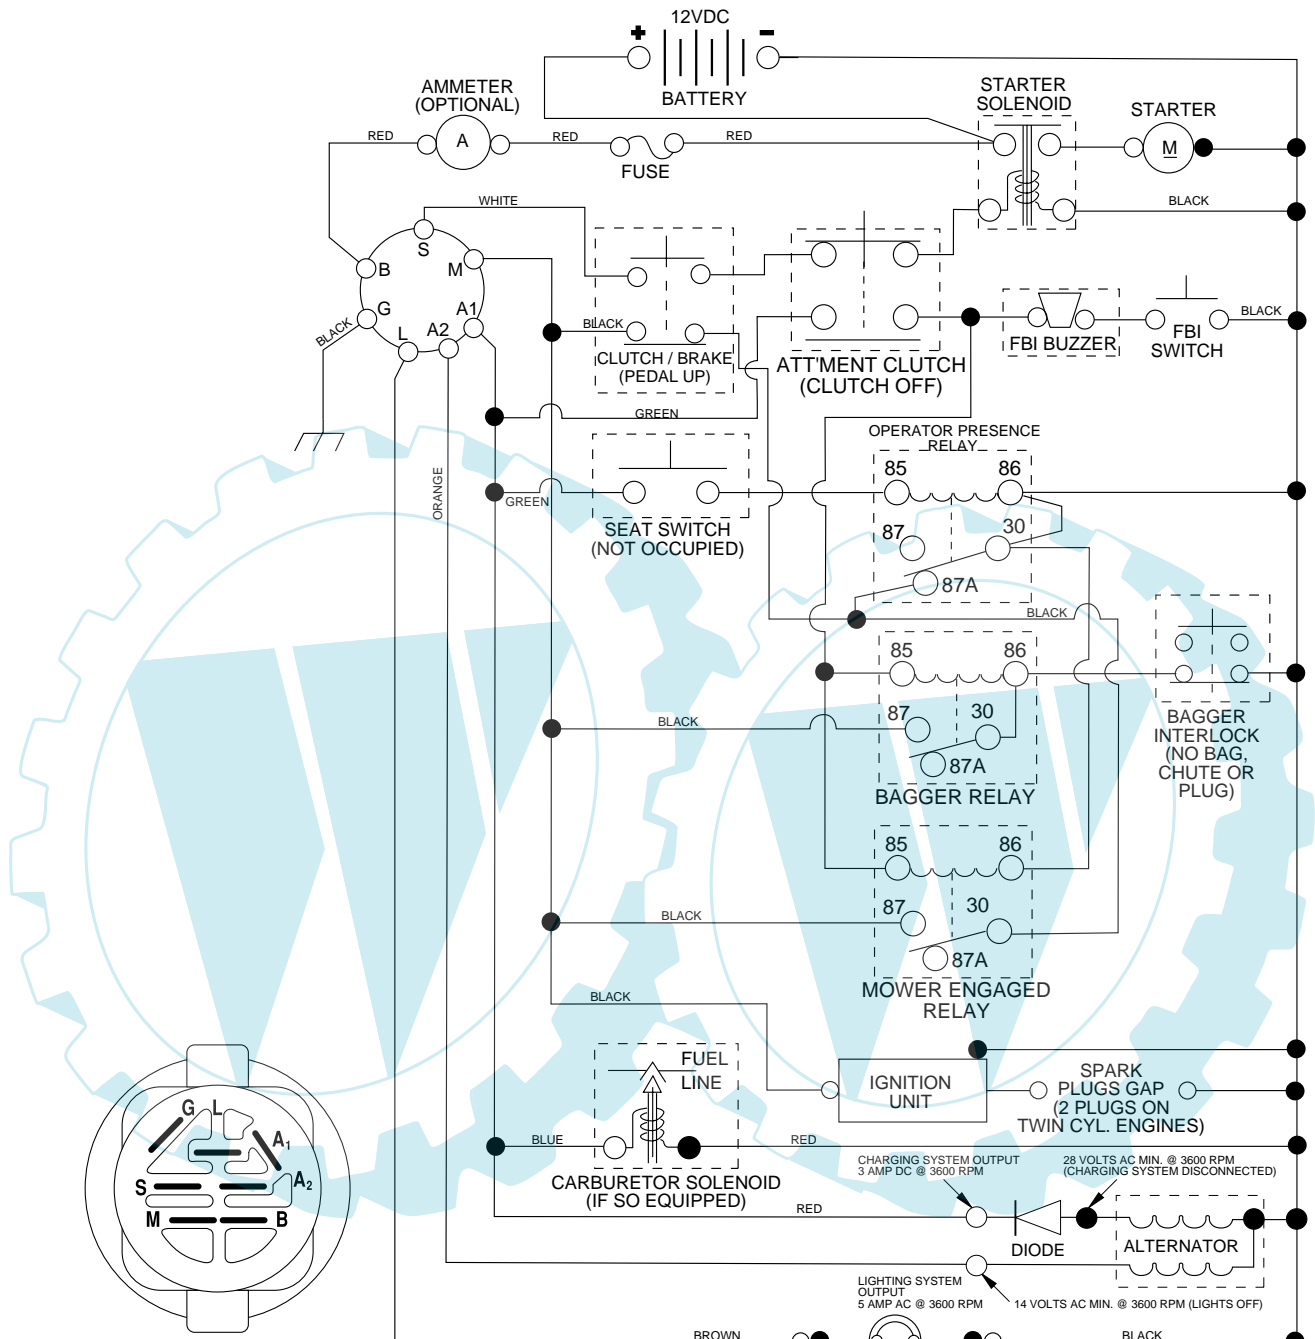 12VDC
BATTERY
AMMETER
(OPTIONAL)
STARTER
SOLENOID
STARTER
RED
A
RED
FUSE
RED
M
WHITE
BLACK
S
B
M
G
A1
L
A2
BLACK
BLACK
CLUTCH / BRAKE
(PEDAL UP)
ATT'MENT CLUTCH
(CLUTCH OFF)
FBI BUZZER
FBI
SWITCH
BLACK
GREEN
ORANGE
GREEN
SEAT SWITCH
(NOT OCCUPIED)
OPERATOR PRESENCE
RELAY
85
86
87
30
87A
BLACK
85
86
BLACK
87
30
87A
BAGGER RELAY
BAGGER
INTERLOCK
(NO BAG,
CHUTE OR
PLUG)
85
86
BLACK
87
30
87A
MOWER ENGAGED
RELAY
BLACK
FUEL
LINE
IGNITION
UNIT
SPARK
PLUGS GAP
(2 PLUGS ON
TWIN CYL. ENGINES)
BLUE
RED
CARBURETOR SOLENOID
(IF SO EQUIPPED)
CHARGING SYSTEM OUTPUT
3 AMP DC @ 3600 RPM
28 VOLTS AC MIN. @ 3600 RPM
(CHARGING SYSTEM DISCONNECTED)
RED
DIODE
ALTERNATOR
LIGHTING SYSTEM
OUTPUT
5 AMP AC @ 3600 RPM
14 VOLTS AC MIN. @ 3600 RPM (LIGHTS OFF)
G
L
A1
S
A2
M
B
BROWN
BLACK